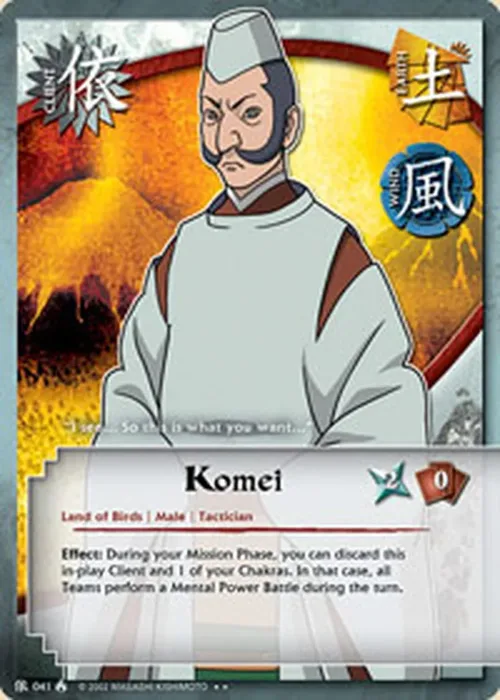 CLIENT 依
EARTH 土
WIND 風
"I see... So this is what you want..."
Komei
2 0
Land of Birds | Male | Tactician
Effect: During your Mission Phase, you can discard this
in-play Client and 1 of your Chakras. In that case, all
Teams perform a Mental Power Battle during the turn.
依 041 © 2002 MASASHI KISHIMOTO